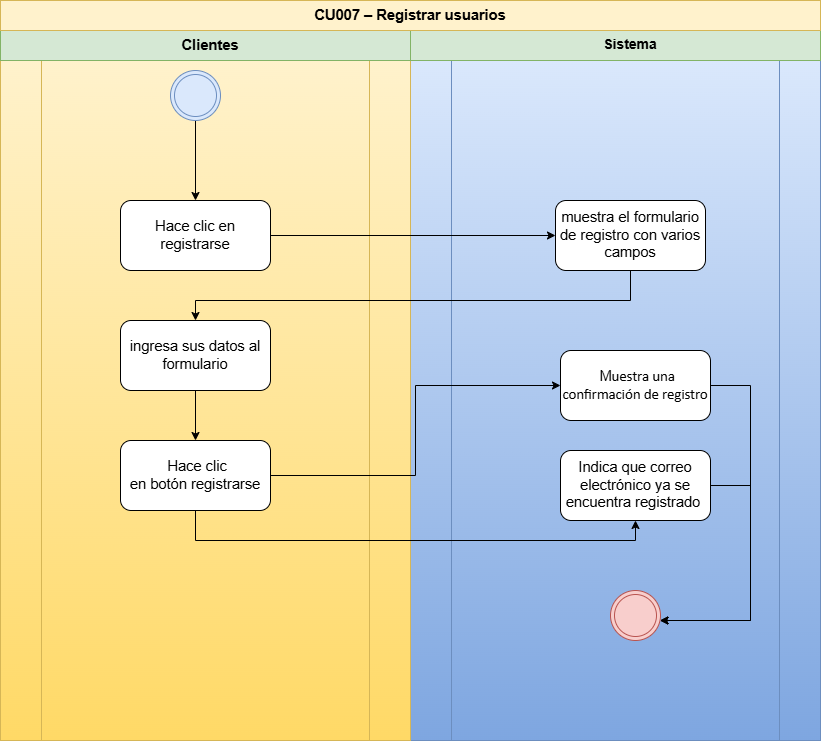 CU007 – Registrar usuarios
Clientes
Sistema
Hace clic en
registrarse
muestra el formulario
de registro con varios
campos
ingresa sus datos al
formulario
Muestra una
confirmación de registro
Hace clic
en botón registrarse
Indica que correo
electrónico ya se
encuentra registrado